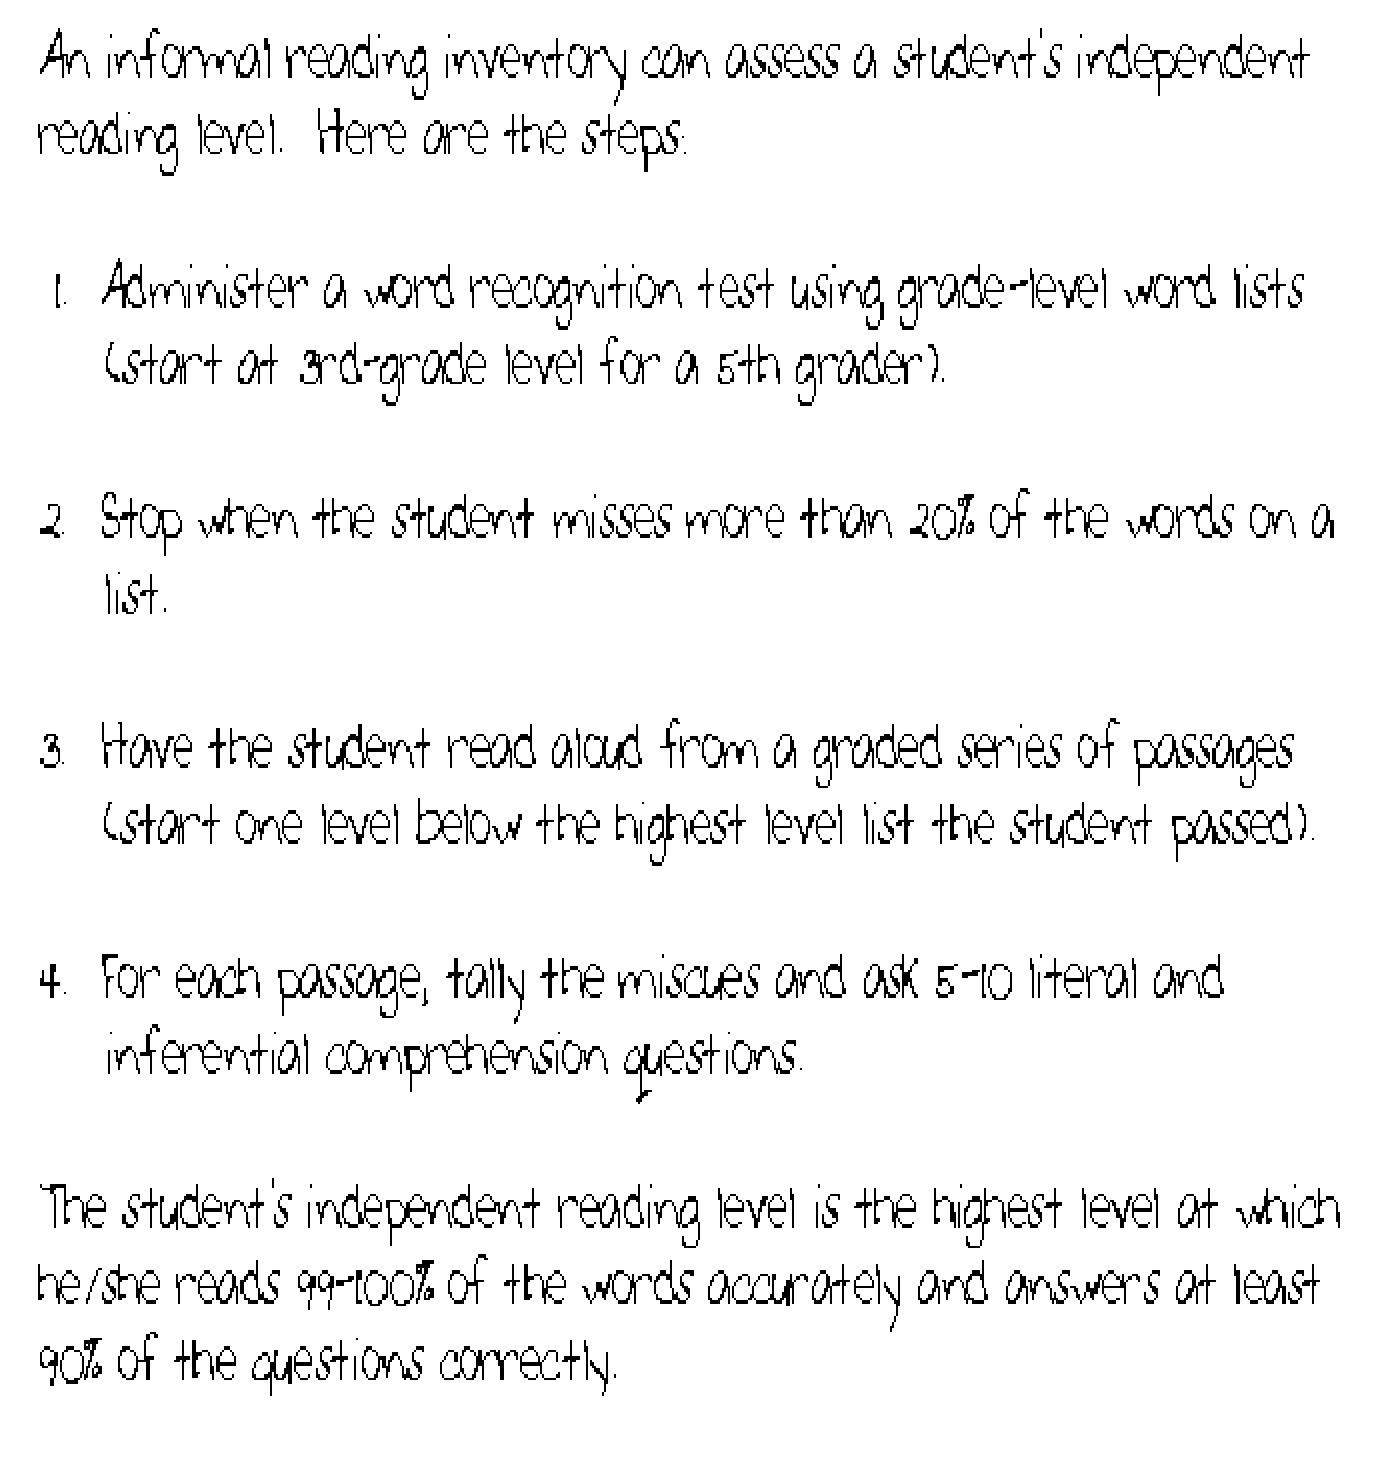 An informal reading inventory can assess a student's independent
reading level. Here are the steps:
1. Administer a word recognition test using grade-level word lists
(start at 3rd-grade level for a 5th grader).
2. Stop when the student misses more than 20% of the words on a
list.
3. Have the student read aloud from a graded series of passages
(start one level below the highest level list the student passed).
4. For each passage, tally the miscues and ask 5-10 literal and
inferential comprehension questions.
The student's independent reading level is the highest level at which
he/she reads 99-100% of the words accurately and answers at least
90% of the questions correctly.